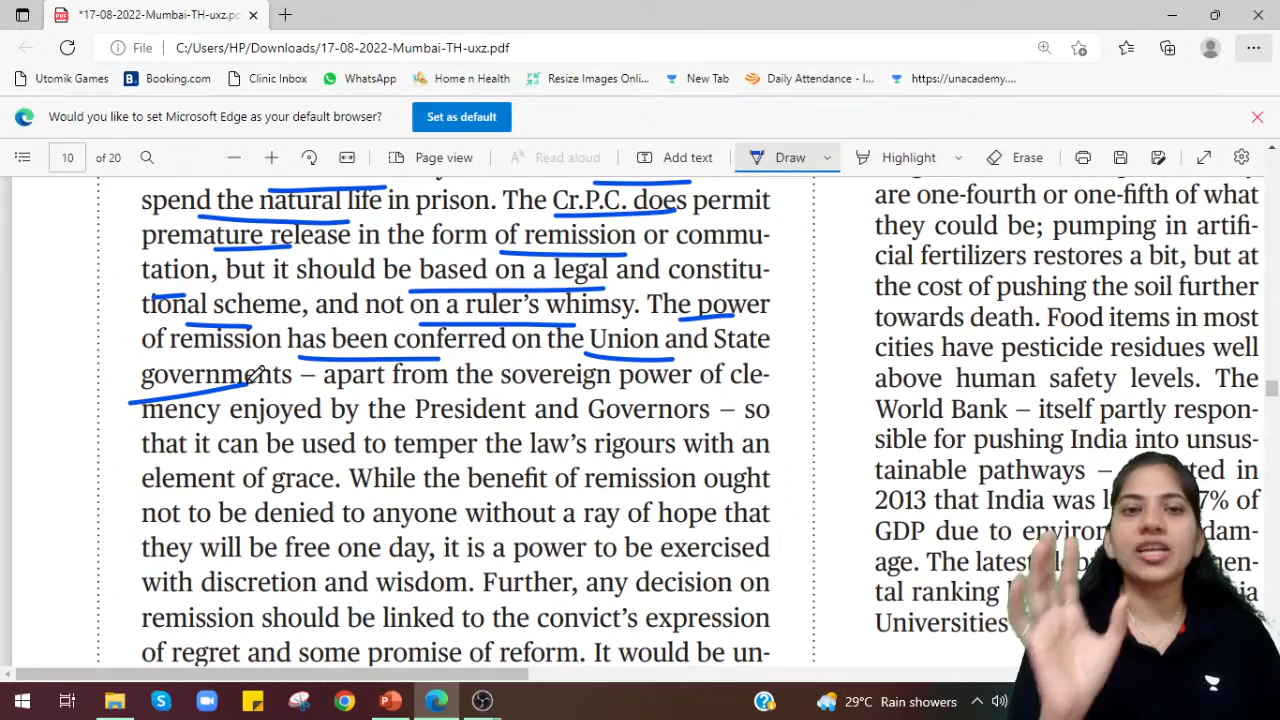 *17-08-2022-Mumbai-TH-uxz.pd
File
C:/Users/HP/Downloads/17-08-2022-Mumbai-TH-uxz.pdf
Utomik Games
B. Booking.com
Clinic Inbox
WhatsApp
Home n Health
Resize Images Onli...
New Tab
Daily Attendance - I...
https://unacademy....
Would you like to set Microsoft Edge as your default browser?
Set as default
10 of 20
Page view
Read aloud
Add text
Draw
Highlight
Erase
spend the natural life in prison. The Cr.P.C. does permit
premature release in the form of remission or commu-
tation, but it should be based on a legal and constitu-
tional scheme, and not on a ruler's whimsy. The power
of remission has been conferred on the Union and State
governments – apart from the sovereign power of cle-
mency enjoyed by the President and Governors – so
that it can be used to temper the law's rigours with an
element of grace. While the benefit of remission ought
not to be denied to anyone without a ray of hope that
they will be free one day, it is a power to be exercised
with discretion and wisdom. Further, any decision on
remission should be linked to the convict's expression
of regret and some promise of reform. It would be un-
are one-fourth or one-fifth of what
they could be; pumping in artifi-
cial fertilizers restores a bit, but at
the cost of pushing the soil further
towards death. Food items in most
cities have pesticide residues well
above human safety levels. The
World Bank – itself partly respon-
sible for pushing India into unsus-
tainable pathways – in
2013 that India was 7% of
GDP due to dam-
age. The latest
tal ranking
Universities
29°C Rain showers